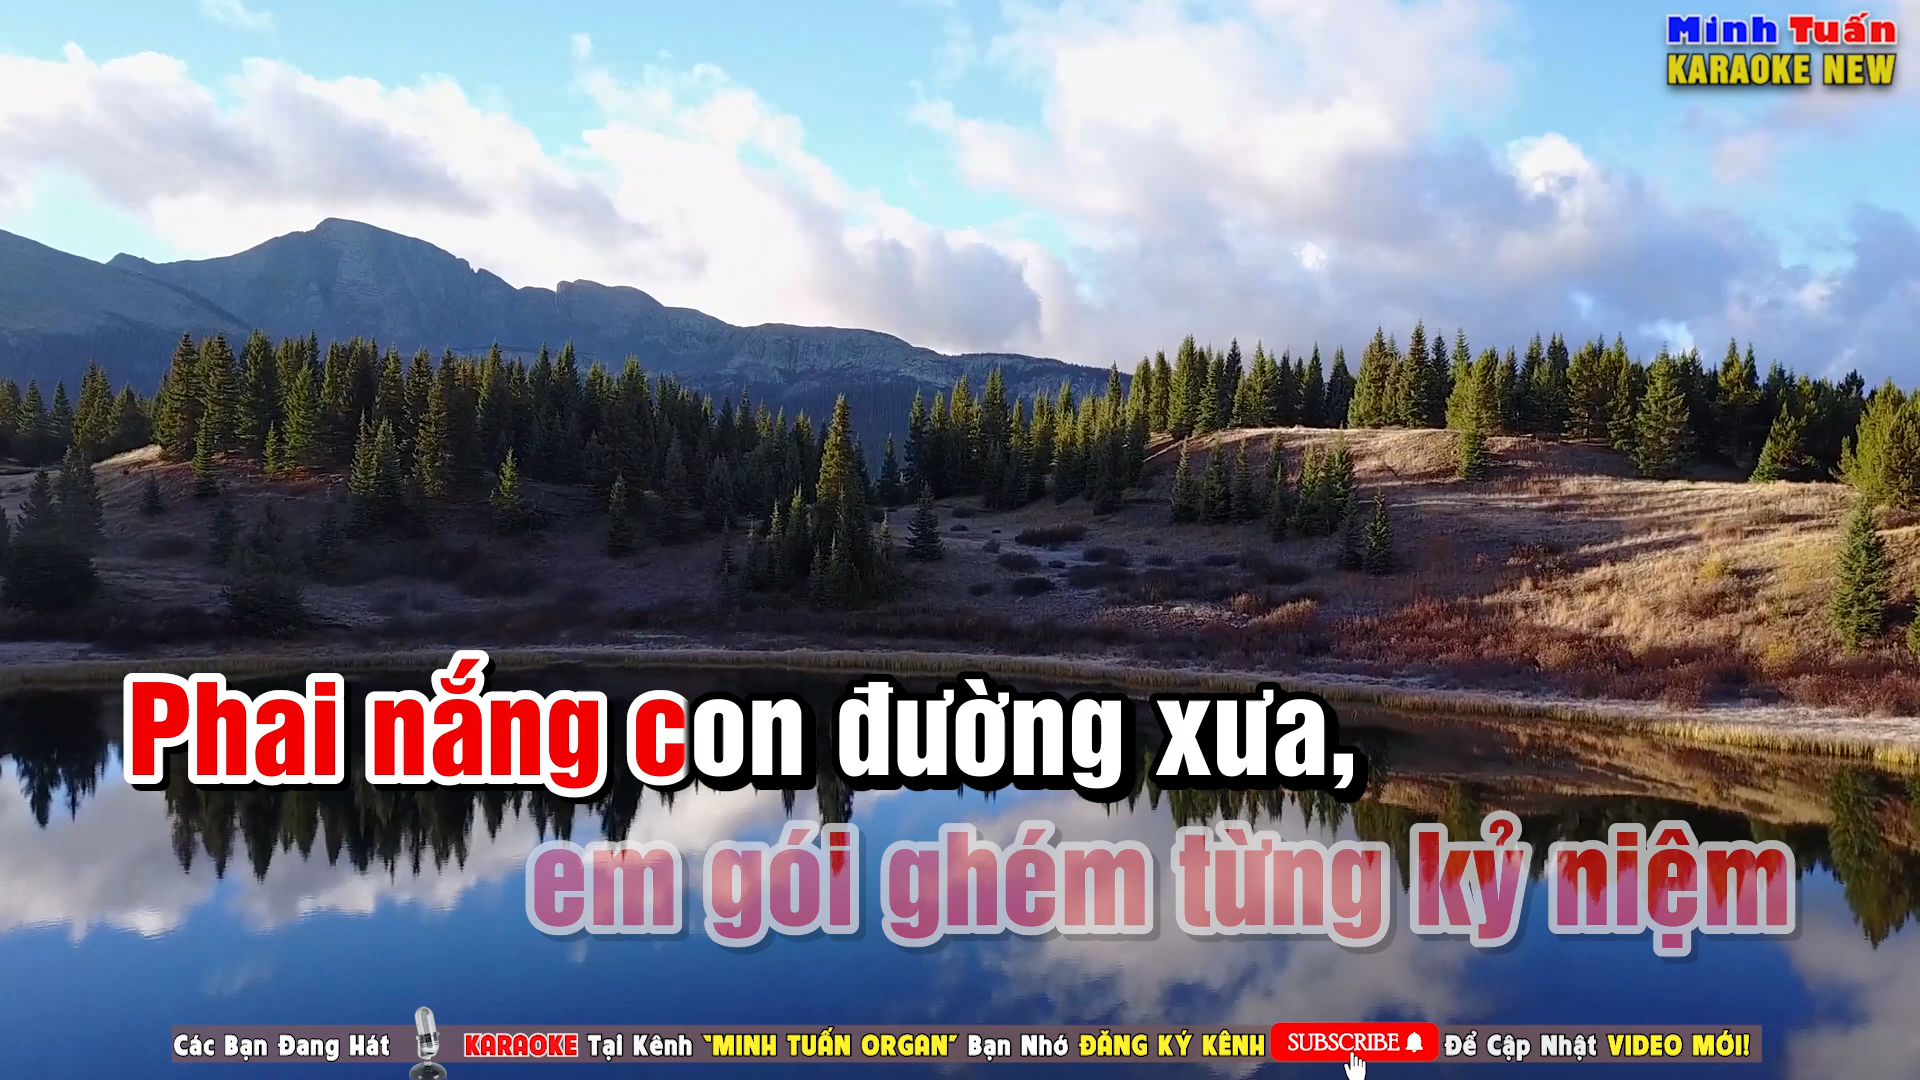 Minh Tuấn
KARAOKE NEW
Phai nắng con đường xưa,
em gói ghém từng kỷ niệm
Các Bạn Đang Hát KARAOKE Tại Kênh "MINH TUẤN ORGAN" Bạn Nhớ ĐĂNG KÝ KÊNH SUBSCRIBE Để Cập Nhật VIDEO MỚI!